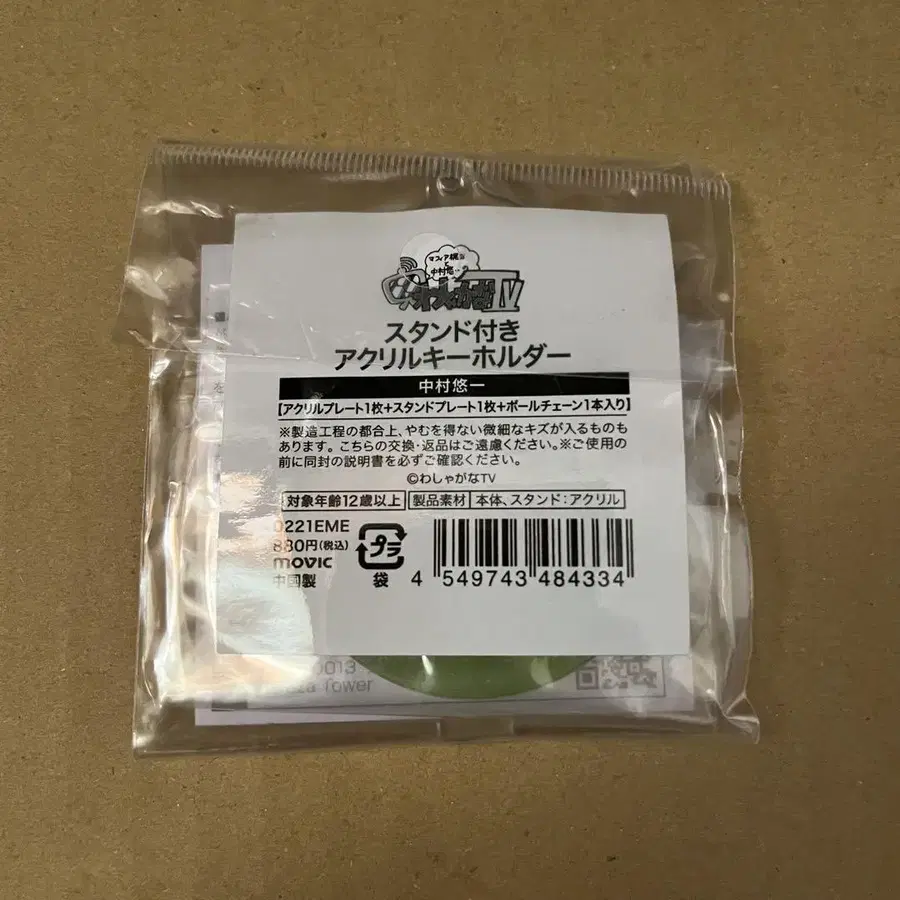 マフィア梶田
と
中村悠一
わしゃがなTV
スタンド付き
アクリルキーホルダー
中村悠一
【アクリルプレート1枚+スタンドプレート1枚+ボールチェーン1本入り】
※製造工程の都合上、やむを得ない微細なキズが入るものも
あります。こちらの交換・返品はご遠慮ください。※ご使用の
前に同封の説明書を必ずご確認ください。
©わしゃがなTV
対象年齢12歳以上 製品素材 本体、スタンド:アクリル
0221EME
880円(税込)
movic
中国製
プラ
袋
4 549743 484334
0013
Tower